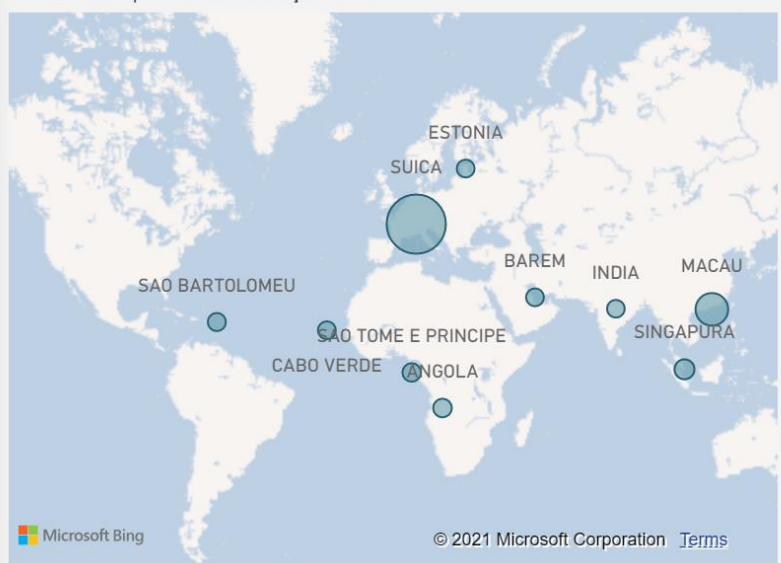 ESTONIA
SUICA
BAREM
INDIA
MACAU
SAO BARTOLOMEU
SINGAPURA
SAO TOME E PRINCIPE
CABO VERDE
ANGOLA
Microsoft Bing
© 2021 Microsoft Corporation Terms